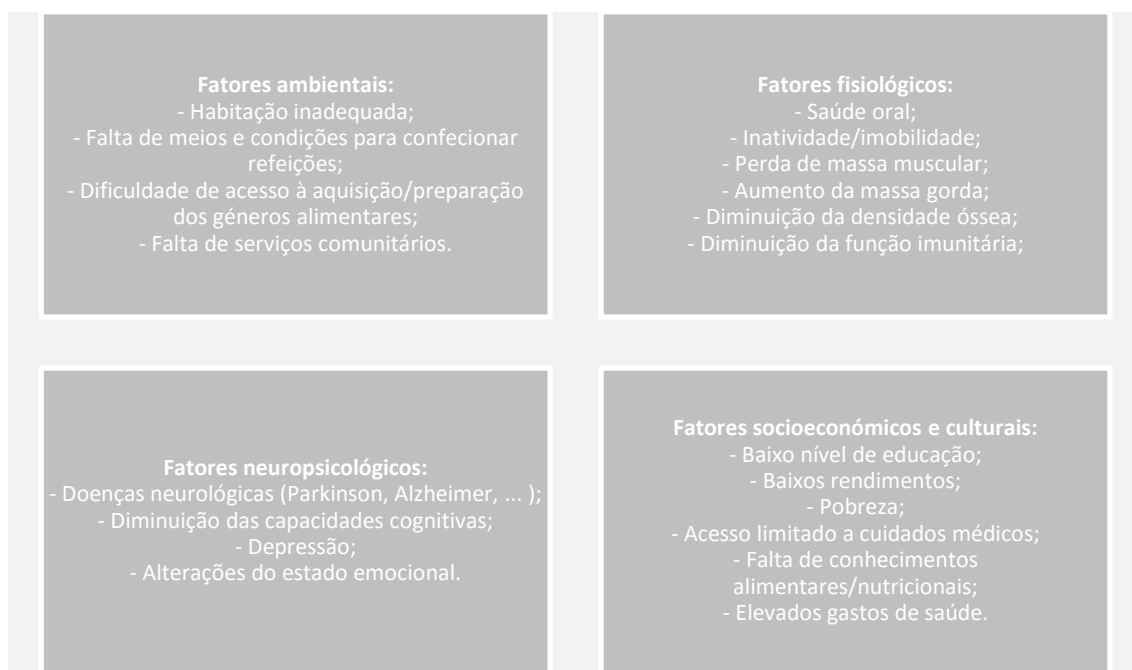 Fatores ambientais:
- Habitação inadequada;
- Falta de meios e condições para confecionar
refeições;
- Dificuldade de acesso à aquisição/preparação
dos géneros alimentares;
- Falta de serviços comunitários.
Fatores fisiológicos:
- Saúde oral;
- Inatividade/imobilidade;
- Perda de massa muscular;
- Aumento da massa gorda;
- Diminuição da densidade óssea;
- Diminuição da função imunitária;
Fatores neuropsicológicos:
- Doenças neurológicas (Parkinson, Alzheimer, ... );
- Diminuição das capacidades cognitivas;
- Depressão;
- Alterações do estado emocional.
Fatores socioeconómicos e culturais:
- Baixo nível de educação;
- Baixos rendimentos;
- Pobreza;
- Acesso limitado a cuidados médicos;
- Falta de conhecimentos
alimentares/nutricionais;
- Elevados gastos de saúde.